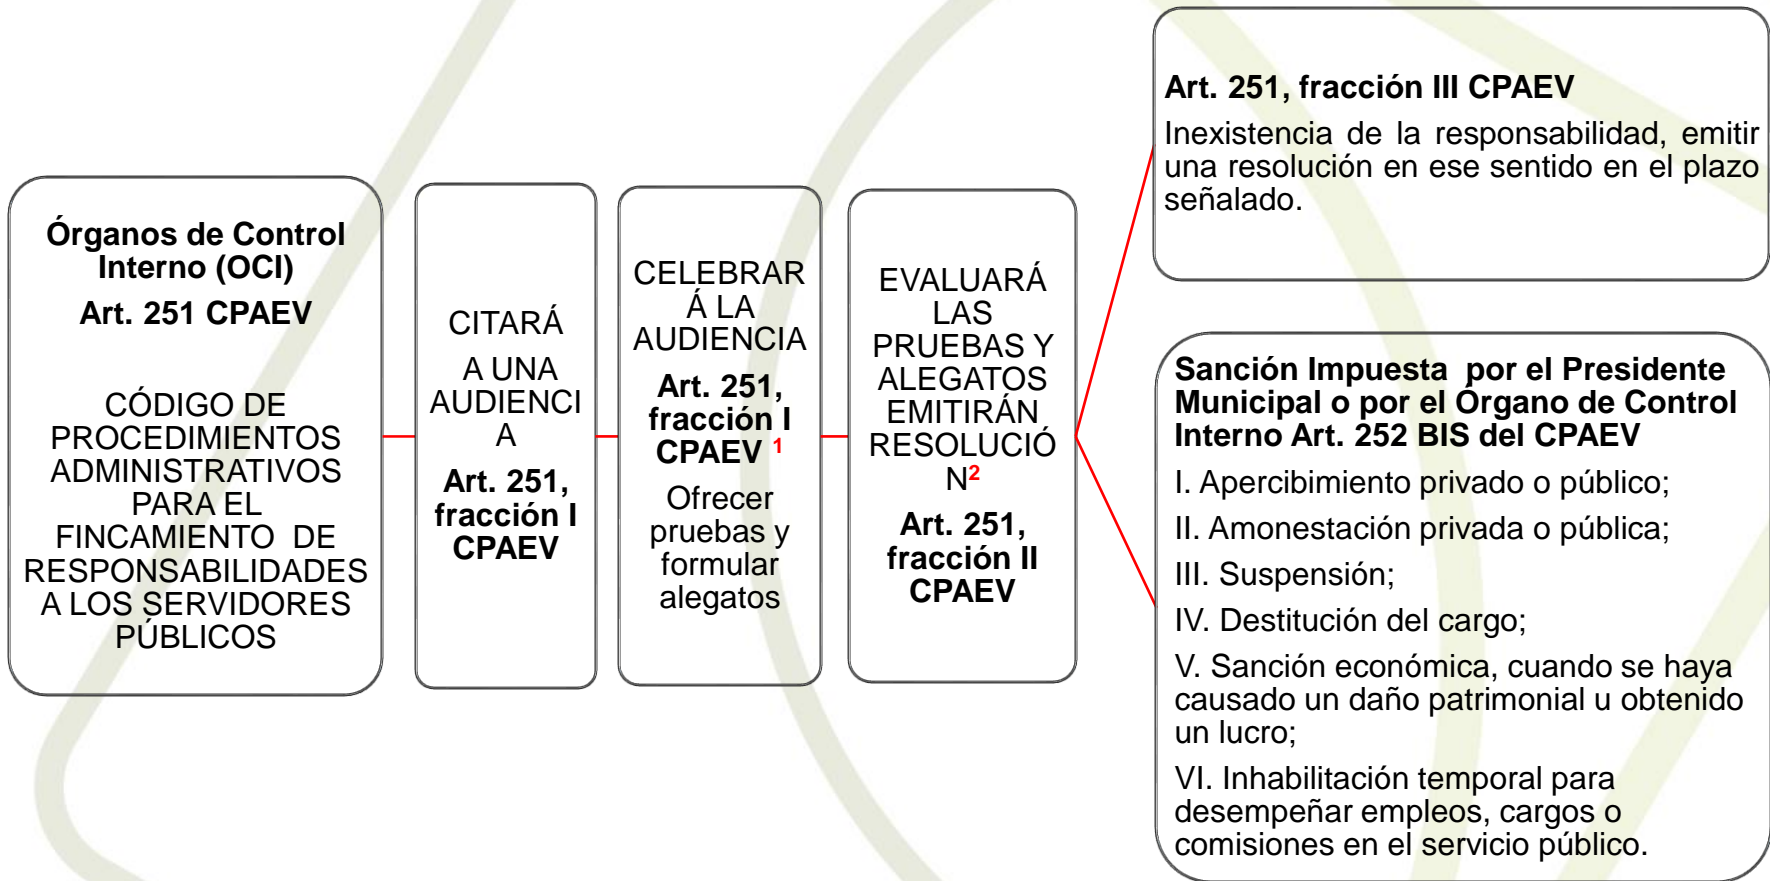 Órganos de Control
Interno (OCI)
Art. 251 CPAEV
CÓDIGO DE
PROCEDIMIENTOS
ADMINISTRATIVOS
PARA EL
FINCAMIENTO DE
RESPONSABILIDADES
A LOS SERVIDORES
PÚBLICOS
CITARÁ
A UNA
AUDIENCI
A
Art. 251,
fracción I
CPAEV
CELEBRAR
Á LA
AUDIENCIA
Art. 251,
fracción I
CPAEV 1
Ofrecer
pruebas y
formular
alegatos
EVALUARÁ
LAS
PRUEBAS Y
ALEGATOS
EMITIRÁN
RESOLUCIÓ
N2
Art. 251,
fracción II
CPAEV
Art. 251, fracción III CPAEV
Inexistencia de la responsabilidad, emitir
una resolución en ese sentido en el plazo
señalado.
Sanción Impuesta por el Presidente
Municipal o por el Órgano de Control
Interno Art. 252 BIS del CPAEV
I. Apercibimiento privado o público;
II. Amonestación privada o pública;
III. Suspensión;
IV. Destitución del cargo;
V. Sanción económica, cuando se haya
causado un daño patrimonial u obtenido
un lucro;
VI. Inhabilitación temporal para
desempeñar empleos, cargos o
comisiones en el servicio público.